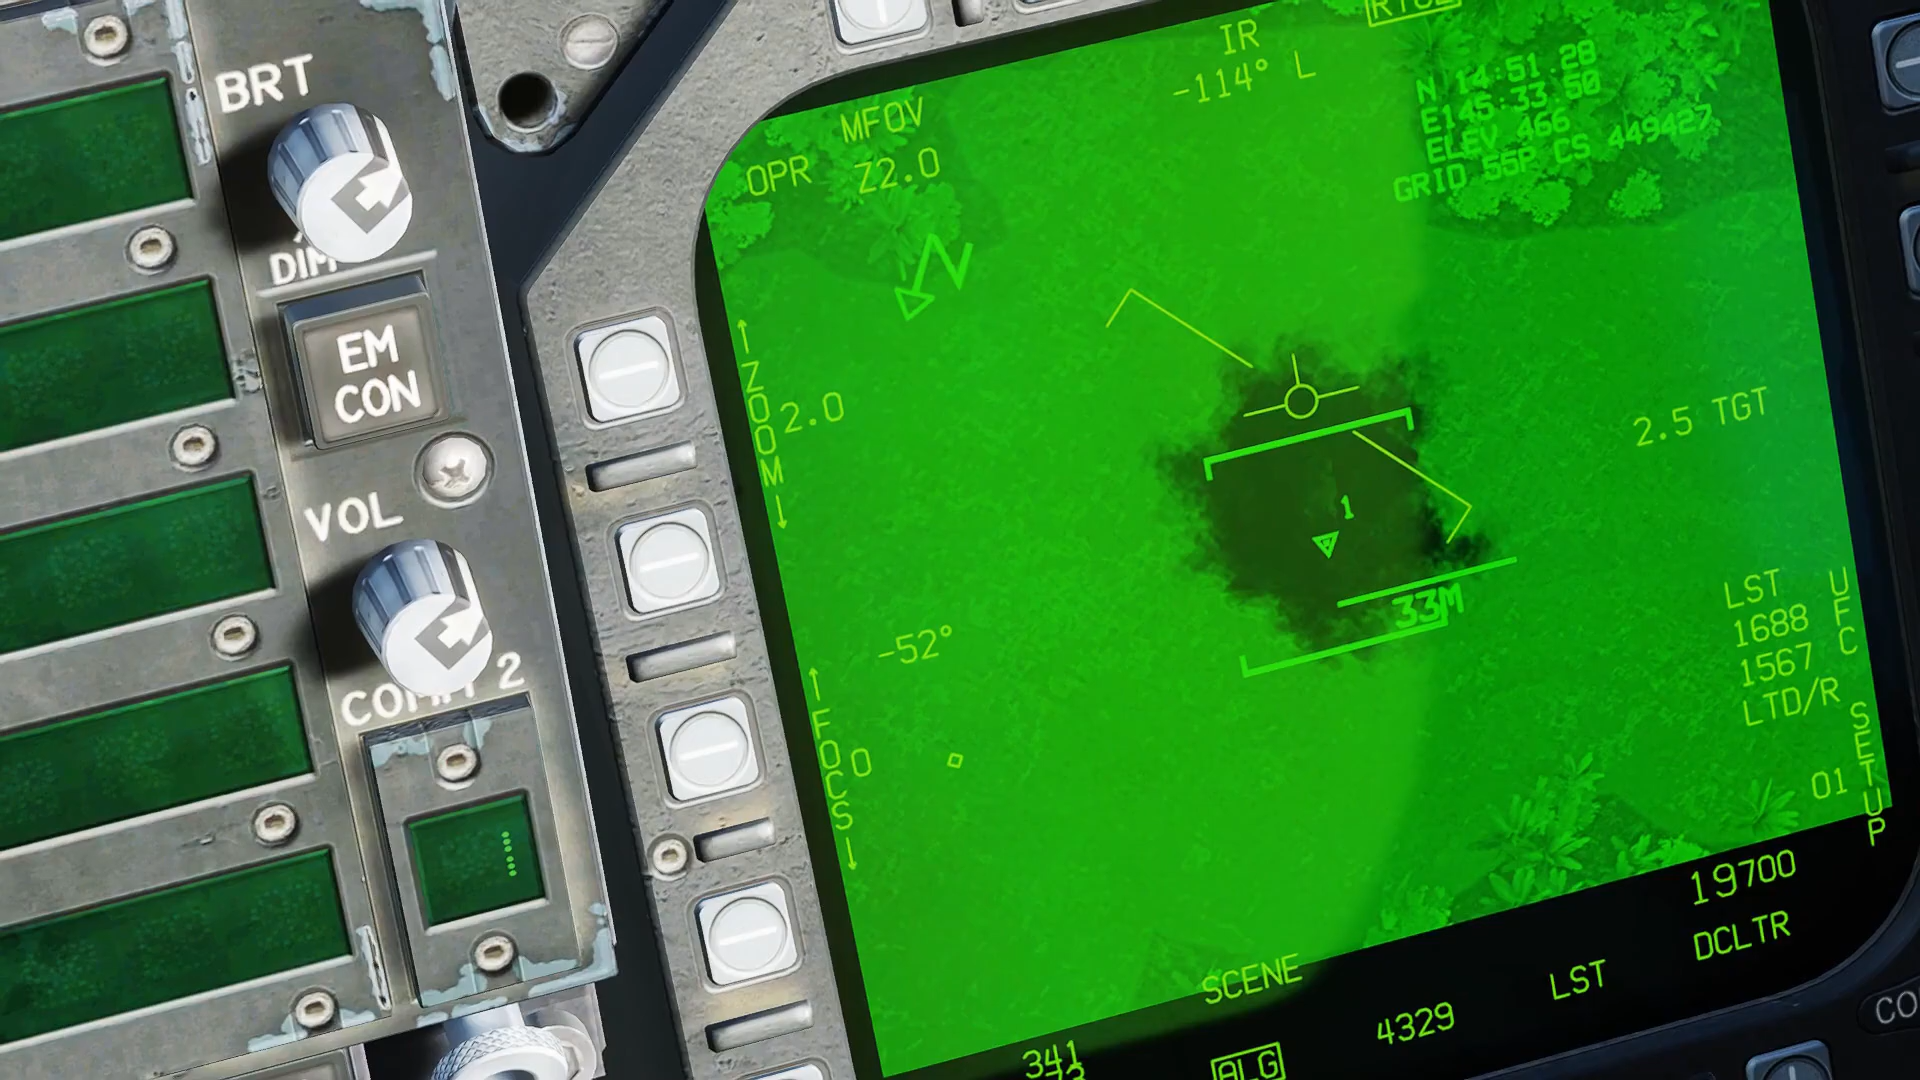 BRT
DIM
EM
CON
VOL
COMM 2
IR
-114° L
MFOV
OPR Z2.0
N 14:51.28
E145:33.50
ELEV 466
GRID 55P CS 449427
N
ZOOM
2.0
2.5 TGT
1
33M
-52°
LST
1688
1567
LTD/R
UFC SETUP
FOCS
0
01
19700
DCLTR
SCENE
LST
4329
341
ALG